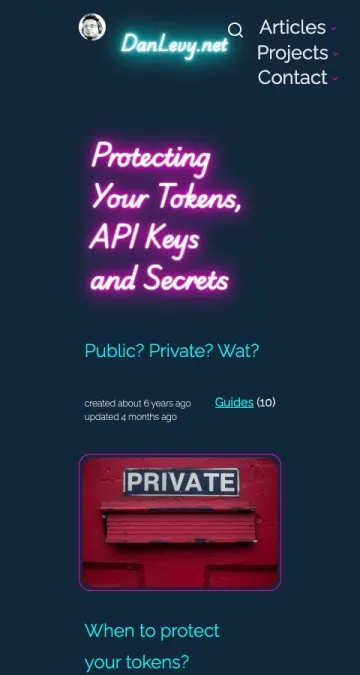 DanLevy.net
Articles
Projects
Contact
Protecting
Your Tokens,
API Keys
and Secrets
Public? Private? Wat?
created about 6 years ago
updated 4 months ago
Guides (10)
PRIVATE
When to protect
your tokens?